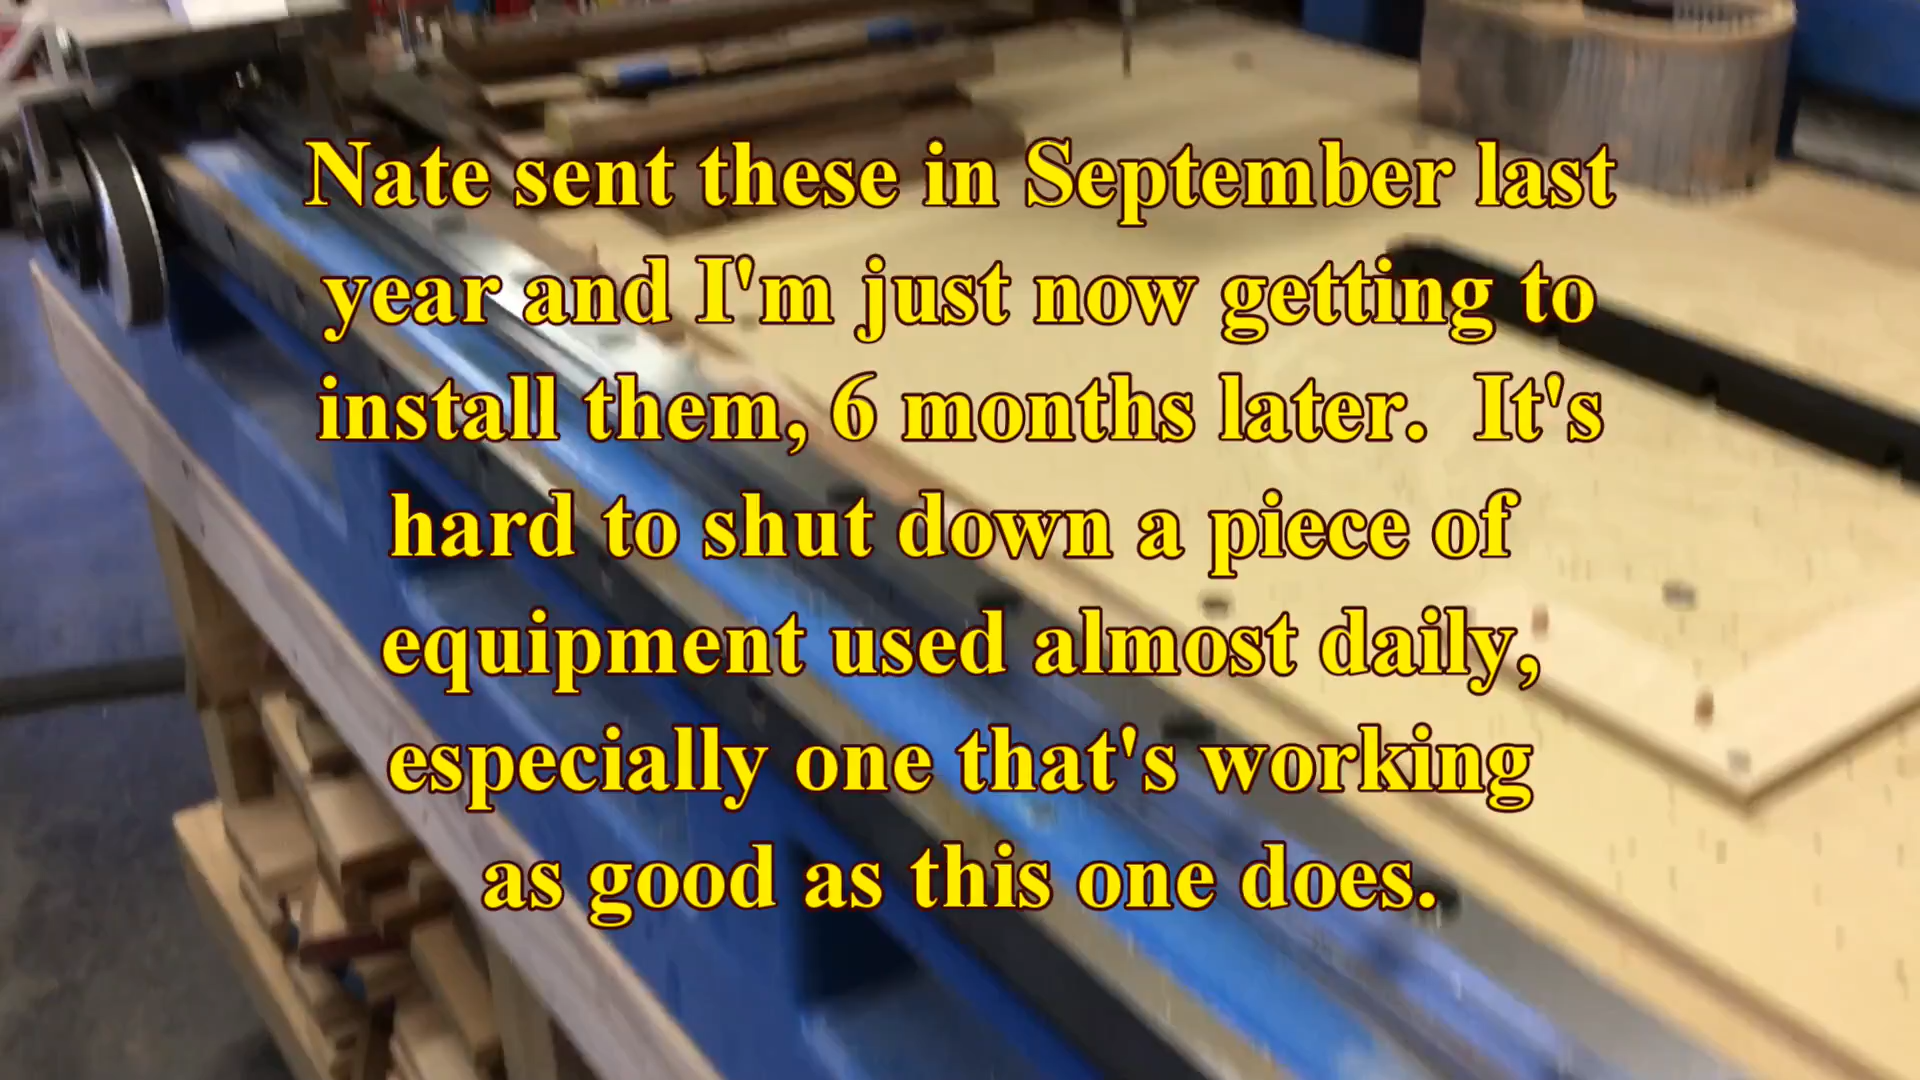 Nate sent these in September last
year and I'm just now getting to
install them, 6 months later.  It's
hard to shut down a piece of
equipment used almost daily,
especially one that's working
as good as this one does.